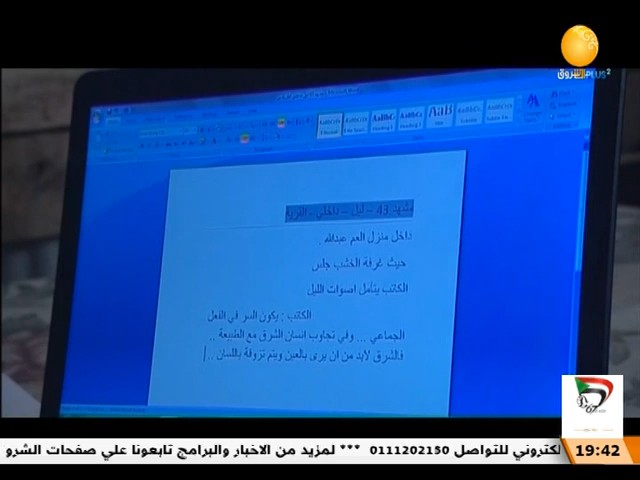 الشروق
PLUS²
مشهد 43 – ليل – داخلي - القرية
داخل منزل العم عبدالله .
حيث غرفة الخشب جلس
الكاتب يتأمل اصوات الليل
الكاتب : يكون السر في الفعل
الجماعي ... وفي تجاوب انسان الشرق مع الطبيعة ..
فالشرق لابد من ان يرى بالعين ويتم تزوقة باللسان ..
لكتروني للتواصل 0111202150 *** لمزيد من الاخبار والبرامج تابعونا علي صفحات الشرو
19:42